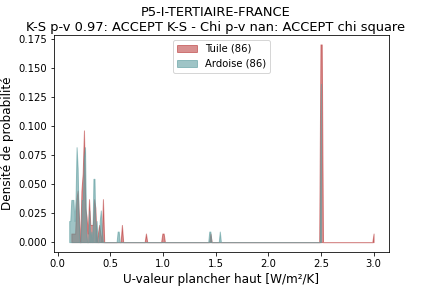 P5-I-TERTIAIRE-FRANCE
K-S p-v 0.97: ACCEPT K-S - Chi p-v nan: ACCEPT chi square
Tuile (86)
Ardoise (86)
Densité de probabilité
0.175
0.150
0.125
0.100
0.075
0.050
0.025
0.000
0.0 0.5 1.0 1.5 2.0 2.5 3.0
U-valeur plancher haut [W/m²/K]